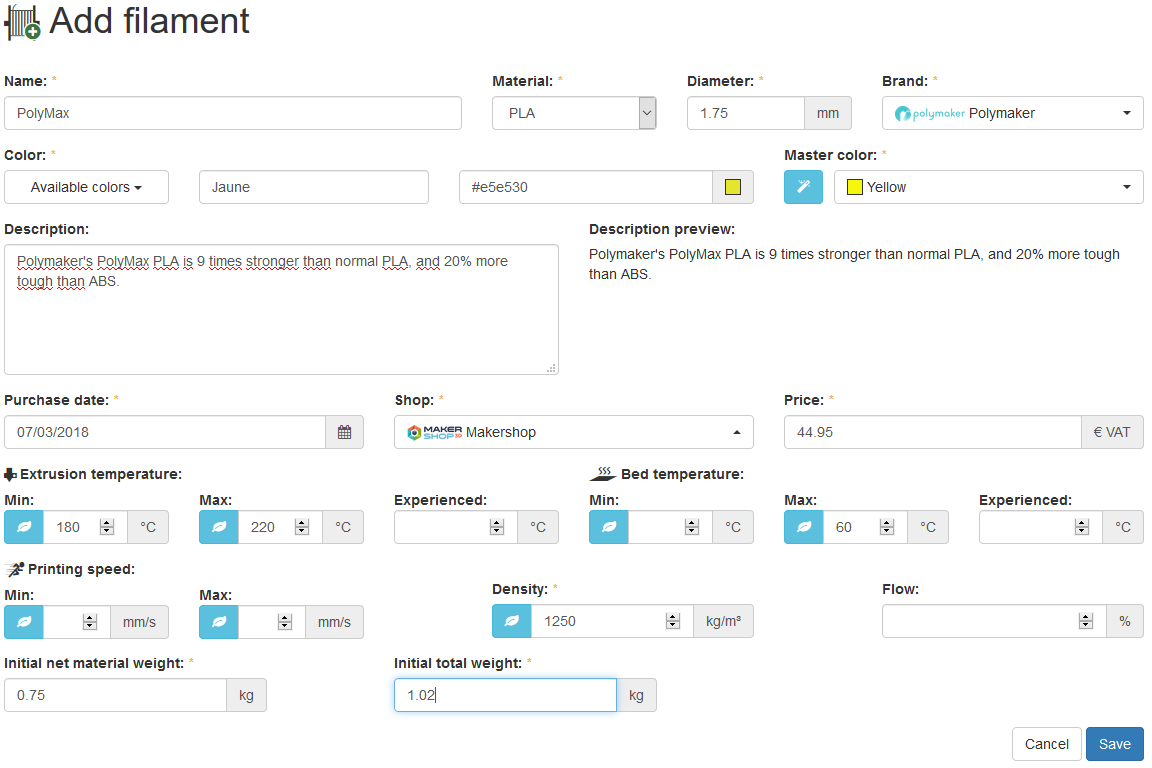 Add filament
Name: * Material: * Diameter: * Brand: *
PolyMax PLA 1.75 mm polymaker Polymaker
Color: * Master color: *
Available colors Jaune #e5e530 Yellow
Description: Description preview:
Polymaker's PolyMax PLA is 9 times stronger than normal PLA, and 20% more
tough than ABS.
Polymaker's PolyMax PLA is 9 times stronger than normal PLA, and 20% more tough
than ABS.
Purchase date: * Shop: * Price: *
07/03/2018 MAKER SHOP 3D Makershop 44.95 € VAT
Extrusion temperature: Bed temperature:
Min: Max: Experienced: Min: Max: Experienced:
180 °C 220 °C °C °C 60 °C °C
Printing speed:
Min: Max: Density: * Flow:
mm/s mm/s 1250 kg/m³ %
Initial net material weight: * Initial total weight: *
0.75 kg 1.02 kg
Cancel Save